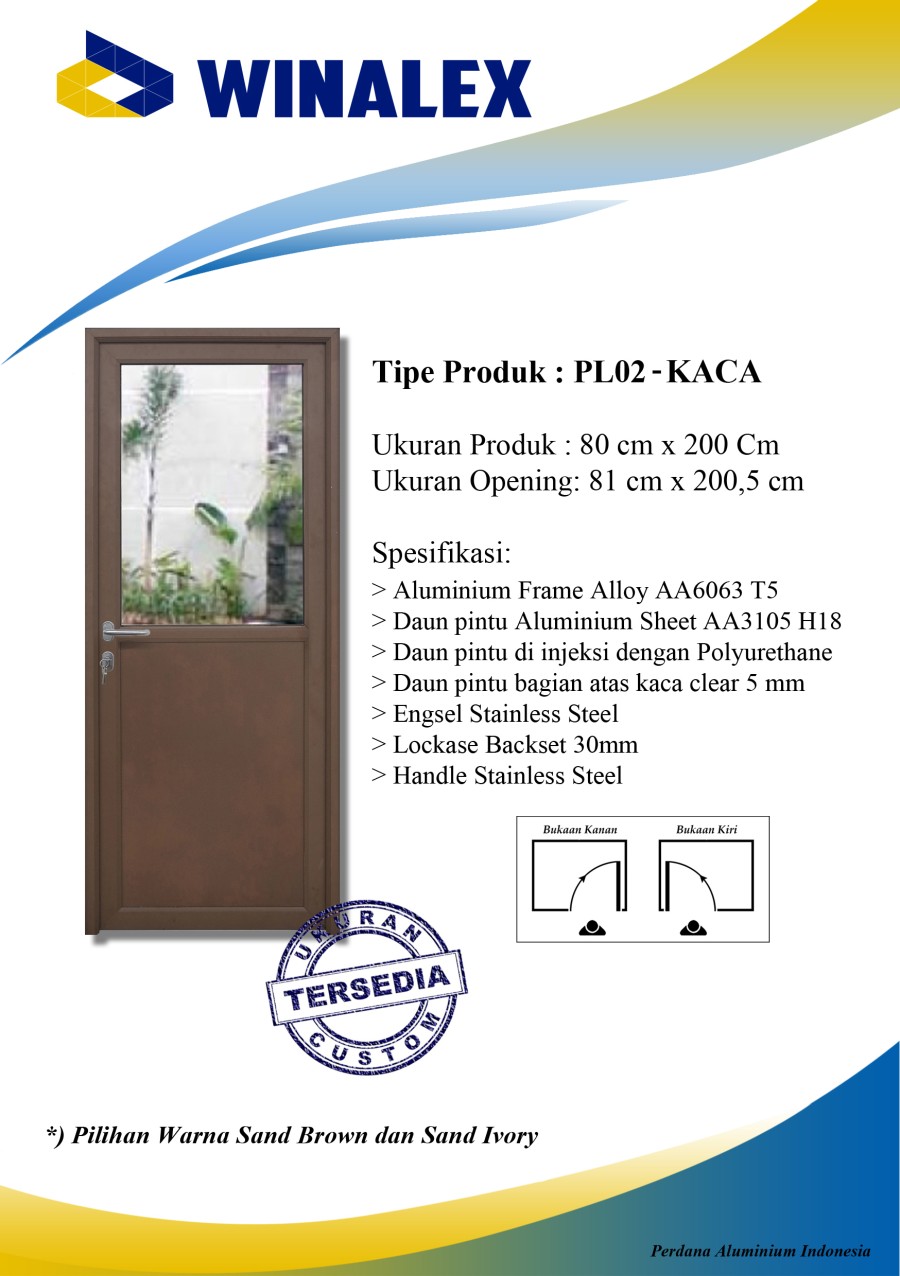 WINALEX
Tipe Produk : PL02 - KACA
Ukuran Produk : 80 cm x 200 Cm
Ukuran Opening: 81 cm x 200,5 cm
Spesifikasi:
> Aluminium Frame Alloy AA6063 T5
> Daun pintu Aluminium Sheet AA3105 H18
> Daun pintu di injeksi dengan Polyurethane
> Daun pintu bagian atas kaca clear 5 mm
> Engsel Stainless Steel
> Lockase Backset 30mm
> Handle Stainless Steel
Bukaan Kanan
Bukaan Kiri
UKURAN
TERSEDIA
CUSTOM
*) Pilihan Warna Sand Brown dan Sand Ivory
Perdana Aluminium Indonesia